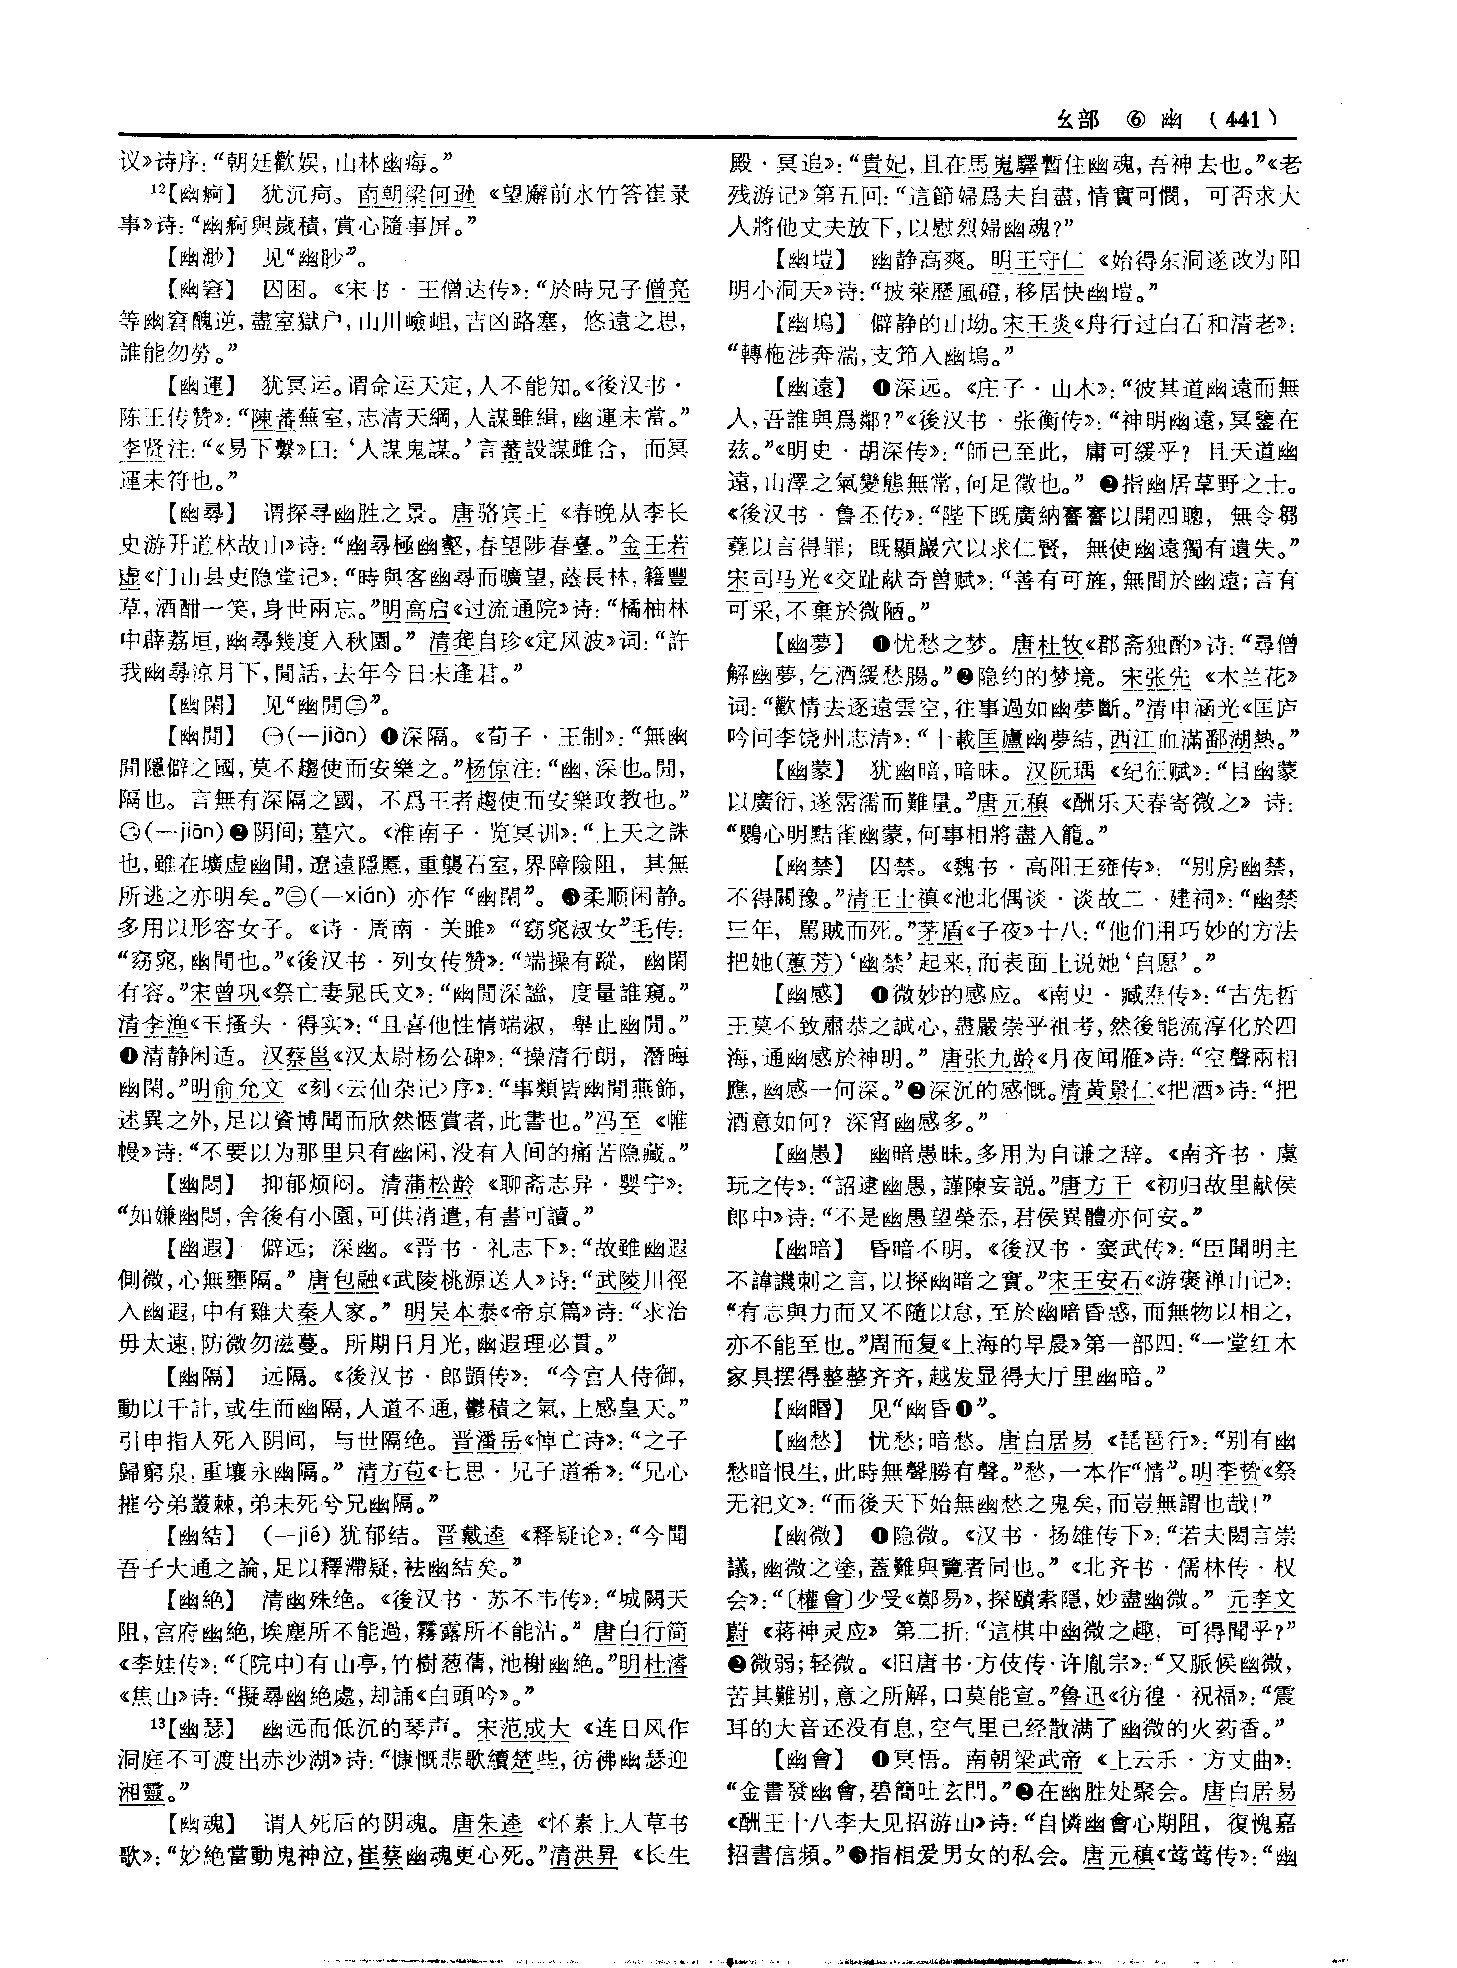 幺部 ⑥ 幽 (441)
议》诗序：“朝廷歡娱，山林幽痗。”
12【幽痾】 犹沉疴。南朝梁何逊《望廨前水竹答崔录
事》诗：“幽痾與歲積，賞心隨事屏。”
【幽渺】 见“幽眇”。
【幽窘】 囚困。《宋书·王僧达传》：“於時兄子僧亮
等幽窘醜逆，盡室獄户，山川嶮岨，吉凶路塞，悠遠之思，
誰能勿勞。”
【幽運】 犹冥运。谓命运天定，人不能知。《後汉书·
陈王传赞》：“陳蕃蕪室，志清天綱，人謀雖緝，幽運未當。”
李贤注：“《易下繫》曰：‘人謀鬼謀。’言蕃設謀雖合，而冥
運未符也。”
【幽尋】 谓探寻幽胜之景。唐骆宾王《春晚从李长
史游开道林故山》诗：“幽尋極幽壑，春望陟春臺。”金王若
虚《门山县吏隐堂记》：“時與客幽尋而曠望，蔭長林，籍豐
草，酒酣一笑，身世兩忘。”明高启《过流通院》诗：“橘柚林
中薜荔垣，幽尋幾度入秋園。”清龚自珍《定风波》词：“許
我幽尋涼月下，閒話，去年今日未逢君。”
【幽閑】 见“幽閒㊂”。
【幽閒】 ㊀(—jiàn)❶深隔。《荀子·王制》：“無幽
閒隱僻之國，莫不趨使而安樂之。”杨倞注：“幽，深也。閒，
隔也。言無有深隔之國，不爲王者趨使而安樂政教也。”
㊁(—jiān)❷阴间；墓穴。《淮南子·览冥训》：“上天之誅
也，雖在壙虚幽閒，遼遠隱匿，重襲石室，界障險阻，其無
所逃之亦明矣。”㊂(—xián) 亦作“幽閑”。❸柔顺闲静。
多用以形容女子。《诗·周南·关雎》“窈窕淑女”毛传：
“窈窕，幽閒也。”《後汉书·列女传赞》：“端操有蹤，幽閑
有容。”宋曾巩《祭亡妻晁氏文》：“幽閒深謐，度量誰窺。”
清李渔《玉搔头·得实》：“且喜他性情端淑，舉止幽閒。”
❹清静闲适。汉蔡邕《汉太尉杨公碑》：“操清行朗，潛晦
幽閑。”明俞允文《刻〈云仙杂记〉序》：“事類皆幽閒燕飾，
述異之外，足以資博聞而欣然愜賞者，此書也。”冯至《帷
幔》诗：“不要以为那里只有幽闲，没有人间的痛苦隐藏。”
【幽悶】 抑郁烦闷。清蒲松龄《聊斋志异·婴宁》：
“如嫌幽悶，舍後有小園，可供消遣，有書可讀。”
【幽遐】 僻远；深幽。《晋书·礼志下》：“故雖幽遐
側微，心無壅隔。”唐包融《武陵桃源送人》诗：“武陵川徑
入幽遐，中有雞犬秦人家。”明吴本泰《帝京篇》诗：“求治
毋太速，防微勿滋蔓。所期日月光，幽遐理必貫。”
【幽隔】 远隔。《後汉书·郎顗传》：“今宫人侍御，
動以千計，或生而幽隔，人道不通，鬱積之氣，上感皇天。”
引申指人死入阴间，与世隔绝。晋潘岳《悼亡诗》：“之子
歸窮泉，重壤永幽隔。”清方苞《七思·兄子道希》：“兄心
摧兮弟叢棘，弟未死兮兄幽隔。”
【幽結】 (—jié)犹郁结。晋戴逵《释疑论》：“今聞
吾子大通之論，足以釋滯疑，袪幽結矣。”
【幽絶】 清幽殊绝。《後汉书·苏不韦传》：“城闕天
阻，宫府幽絶，埃塵所不能過，霧露所不能沾。”唐白行简
《李娃传》：“〔院中〕有山亭，竹樹葱蒨，池榭幽絶。”明杜濬
《焦山》诗：“擬尋幽絶處，却誦《白頭吟》。”
13【幽瑟】 幽远而低沉的琴声。宋范成大《连日风作
洞庭不可渡出赤沙湖》诗：“慷慨悲歌續楚些，彷彿幽瑟迎
湘靈。”
【幽魂】 谓人死后的阴魂。唐朱逵《怀素上人草书
歌》：“妙絶當動鬼神泣，崔蔡幽魂更心死。”清洪昇《长生
殿·冥追》：“貴妃，且在馬嵬驛暫住幽魂，吾神去也。”《老
残游记》第五回：“這節婦爲夫自盡，情實可憫，可否求大
人將他丈夫放下，以慰烈婦幽魂？”
【幽塏】 幽静高爽。明王守仁《始得东洞遂改为阳
明小洞天》诗：“披萊歷風磴，移居快幽塏。”
【幽塢】 僻静的山坳。宋王炎《舟行过白石和清老》：
“轉柂涉奔湍，支筇入幽塢。”
【幽遠】 ❶深远。《庄子·山木》：“彼其道幽遠而無
人，吾誰與爲鄰？”《後汉书·张衡传》：“神明幽遠，冥鑒在
兹。”《明史·胡深传》：“師已至此，庸可緩乎？且天道幽
遠，山澤之氣變態無常，何足徵也。”❷指幽居草野之士。
《後汉书·鲁丕传》：“陛下既廣納謇謇以開四聰，無令芻
蕘以言得罪；既顯巖穴以求仁賢，無使幽遠獨有遺失。”
宋司马光《交趾献奇兽赋》：“善有可旌，無間於幽遠；言有
可采，不棄於微陋。”
【幽夢】 ❶忧愁之梦。唐杜牧《郡斋独酌》诗：“尋僧
解幽夢，乞酒緩愁腸。”❷隐约的梦境。宋张先《木兰花》
词：“歡情去逐遠雲空，往事過如幽夢斷。”清申涵光《匡庐
吟问李饶州志清》：“十載匡廬幽夢結，西江血滿鄱湖熱。”
【幽蒙】 犹幽暗，暗昧。汉阮瑀《纪征赋》：“目幽蒙
以廣衍，遂霑濡而難量。”唐元稹《酬乐天春寄微之》诗：
“鸚心明黠雀幽蒙，何事相將盡入籠。”
【幽禁】 囚禁。《魏书·高阳王雍传》：“别房幽禁，
不得關豫。”清王士禛《池北偶谈·谈故二·建祠》：“幽禁
三年，駡賊而死。”茅盾《子夜》十八：“他们用巧妙的方法
把她(蕙芳)‘幽禁’起来，而表面上说她‘自愿’。”
【幽感】 ❶微妙的感应。《南史·臧焘传》：“古先哲
王莫不致肅恭之誠心，盡嚴崇乎祖考，然後能流淳化於四
海，通幽感於神明。”唐张九龄《月夜闻雁》诗：“空聲兩相
應，幽感一何深。”❷深沉的感慨。清黄景仁《把酒》诗：“把
酒意如何？深宵幽感多。”
【幽愚】 幽暗愚昧。多用为自谦之辞。《南齐书·虞
玩之传》：“詔逮幽愚，謹陳妄説。”唐方干《初归故里献侯
郎中》诗：“不是幽愚望榮忝，君侯異體亦何安。”
【幽暗】 昏暗不明。《後汉书·窦武传》：“臣聞明主
不諱譏刺之言，以探幽暗之實。”宋王安石《游褒禅山记》：
“有志與力而又不隨以怠，至於幽暗昏惑，而無物以相之，
亦不能至也。”周而复《上海的早晨》第一部四：“一堂红木
家具摆得整整齐齐，越发显得大厅里幽暗。”
【幽㬰】 见“幽昏❶”。
【幽愁】 忧愁；暗愁。唐白居易《琵琶行》：“别有幽
愁暗恨生，此時無聲勝有聲。”愁，一本作“情”。明李贽《祭
无祀文》：“而後天下始無幽愁之鬼矣，而豈無謂也哉！”
【幽微】 ❶隐微。《汉书·扬雄传下》：“若夫閎言崇
議，幽微之塗，蓋難與覽者同也。”《北齐书·儒林传·权
会》：“〔權會〕少受《鄭易》，探賾索隱，妙盡幽微。”元李文
蔚《蒋神灵应》第二折：“這棋中幽微之趣，可得聞乎？”
❷微弱；轻微。《旧唐书·方伎传·许胤宗》：“又脈候幽微，
苦其難别，意之所解，口莫能宣。”鲁迅《彷徨·祝福》：“震
耳的大音还没有息，空气里已经散满了幽微的火药香。”
【幽會】 ❶冥悟。南朝梁武帝《上云乐·方丈曲》：
“金書發幽會，碧簡吐玄門。”❷在幽胜处聚会。唐白居易
《酬王十八李大见招游山》诗：“自憐幽會心期阻，復愧嘉
招書信頻。”❸指相爱男女的私会。唐元稹《莺莺传》：“幽